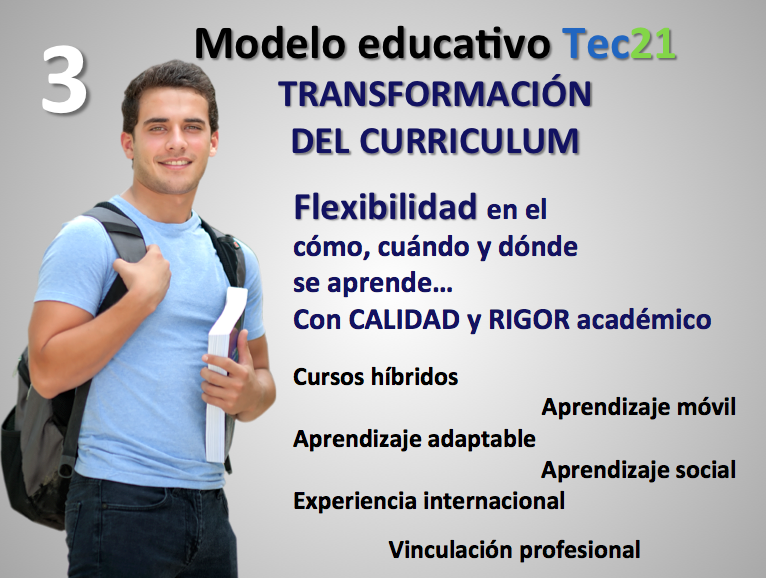 3
Modelo educativo Tec21
TRANSFORMACIÓN
DEL CURRICULUM
Flexibilidad en el
cómo, cuándo y dónde
se aprende...
Con CALIDAD y RIGOR académico
Cursos híbridos
Aprendizaje móvil
Aprendizaje adaptable
Aprendizaje social
Experiencia internacional
Vinculación profesional